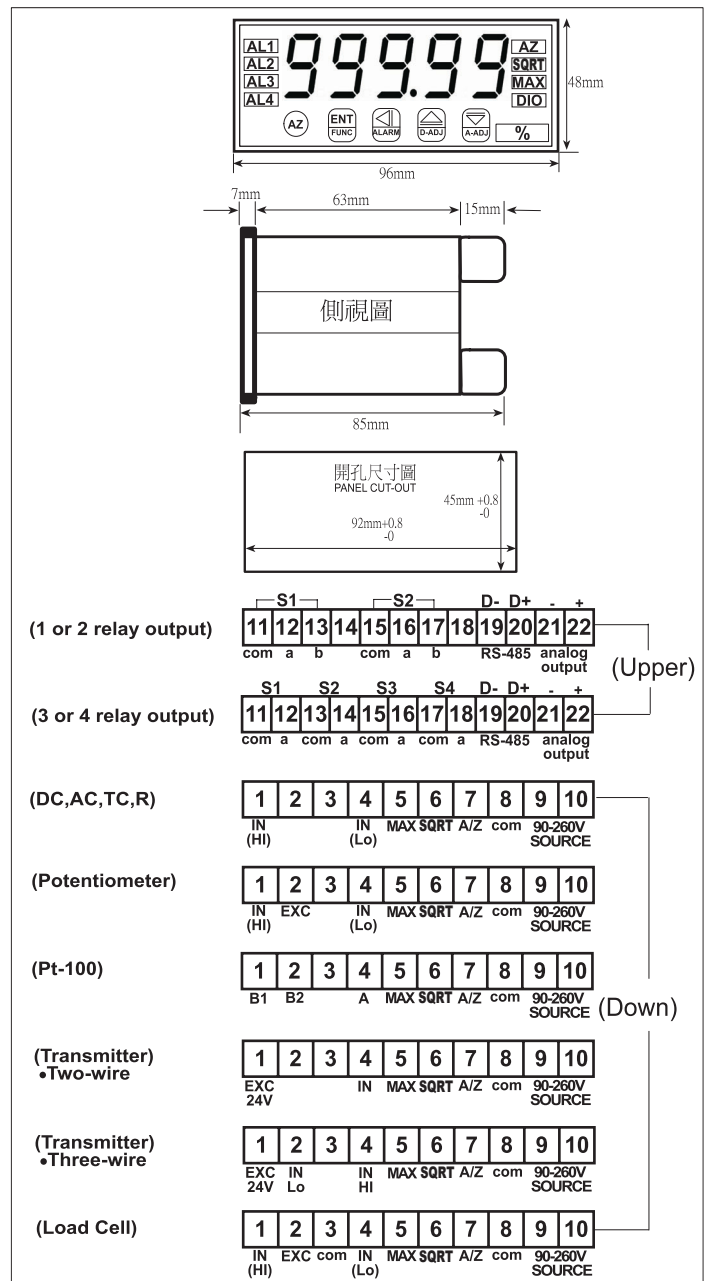 AL1 999.99 AZ
AL2 SQRT
AL3 MAX
AL4 DIO
AZ ENT FUNC ALARM D-ADJ A-ADJ %
48mm
96mm
7mm 63mm 15mm
側視圖
85mm
開孔尺寸圖
PANEL CUT-OUT
45mm +0.8
-0
92mm+0.8
-0
S1 S2 D- D+ - +
(1 or 2 relay output) 11 12 13 14 15 16 17 18 19 20 21 22
com a b com a b RS-485 analog
output
(Upper)
S1 S2 S3 S4 D- D+ - +
(3 or 4 relay output) 11 12 13 14 15 16 17 18 19 20 21 22
com a com a com a com a RS-485 analog
output
(DC,AC,TC,R) 1 2 3 4 5 6 7 8 9 10
IN IN MAX SQRT A/Z com 90-260V
(HI) (Lo) SOURCE
(Potentiometer) 1 2 3 4 5 6 7 8 9 10
IN EXC IN MAX SQRT A/Z com 90-260V
(HI) (Lo) SOURCE
(Pt-100) 1 2 3 4 5 6 7 8 9 10
B1 B2 A MAX SQRT A/Z com 90-260V
SOURCE
(Down)
(Transmitter) 1 2 3 4 5 6 7 8 9 10
•Two-wire
EXC IN MAX SQRT A/Z com 90-260V
24V SOURCE
(Transmitter) 1 2 3 4 5 6 7 8 9 10
•Three-wire
EXC IN IN MAX SQRT A/Z com 90-260V
24V Lo HI SOURCE
(Load Cell) 1 2 3 4 5 6 7 8 9 10
IN EXC com IN MAX SQRT A/Z com 90-260V
(HI) (Lo) SOURCE